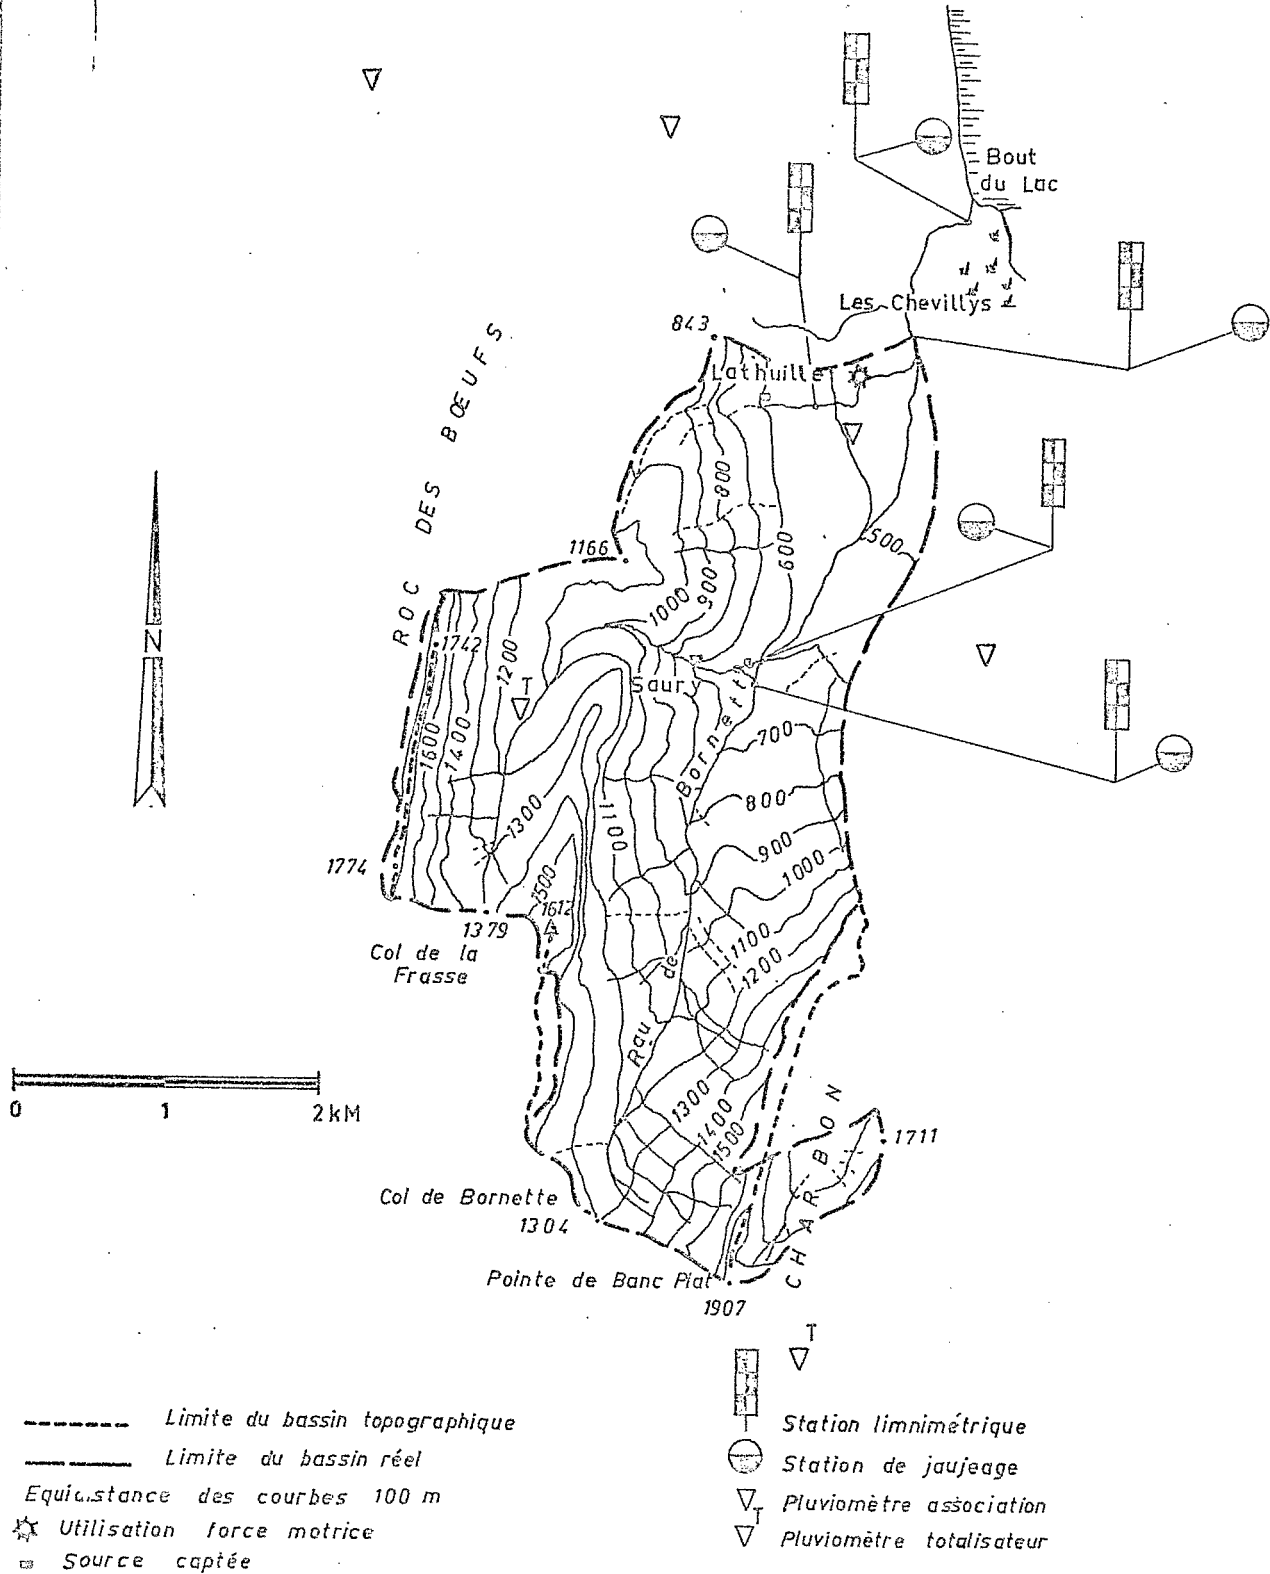 Bout
du Lac
Les Chevillys
843
Lathuille
ROC DES BŒUFS
800
1166
500
600
900
1000
1742
1200
T
N
Saury
Bornette
1600
1400
700
1300
1100
800
900
1774
1000
1500
1612
1379
1100
Col de la
Frasse
1200
de
Rau
0 1 2 kM
1300
1400
1500
CHARBON
1711
Col de Bornette
1304
Pointe de Banc Plat
1907
T
Limite du bassin topographique
Limite du bassin réel
des courbes 100 m
Utilisation force motrice
Source captée
Station limnimétrique
Station de jaujeage
Pluviomètre association
T
Pluviomètre totalisateur